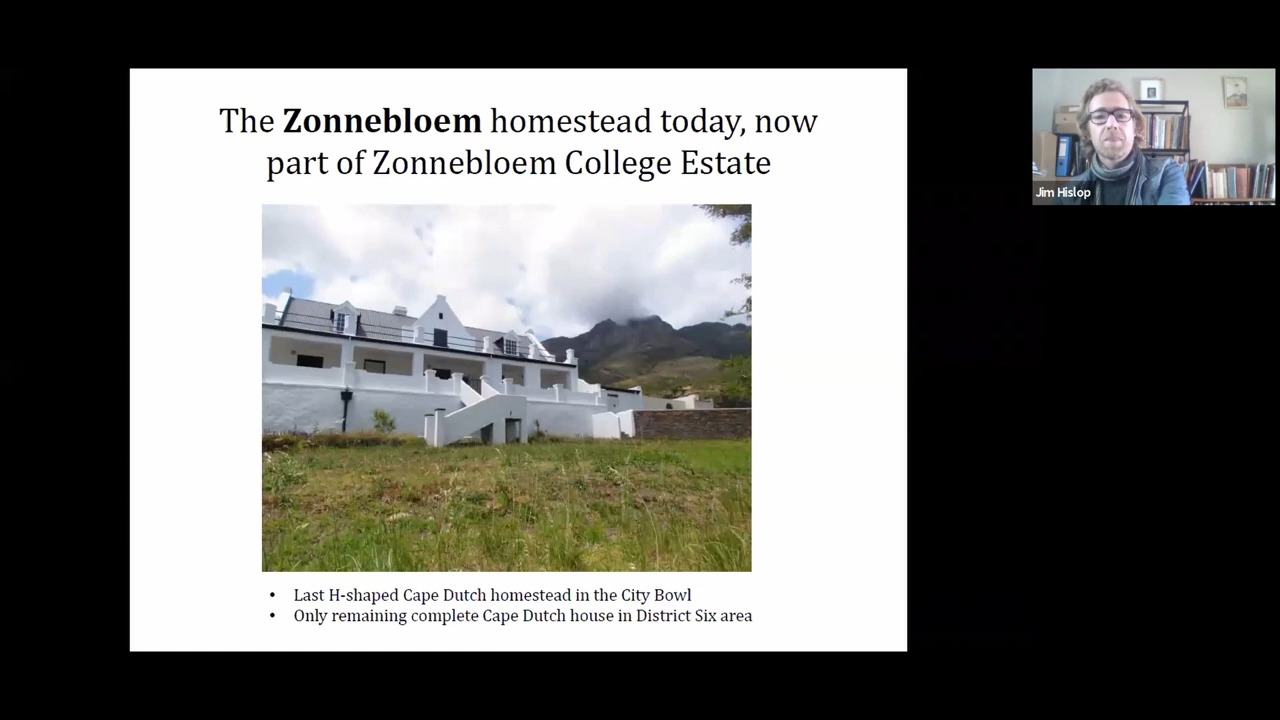 The Zonnebloem homestead today, now
part of Zonnebloem College Estate
• Last H-shaped Cape Dutch homestead in the City Bowl
• Only remaining complete Cape Dutch house in District Six area
Jim Hislop